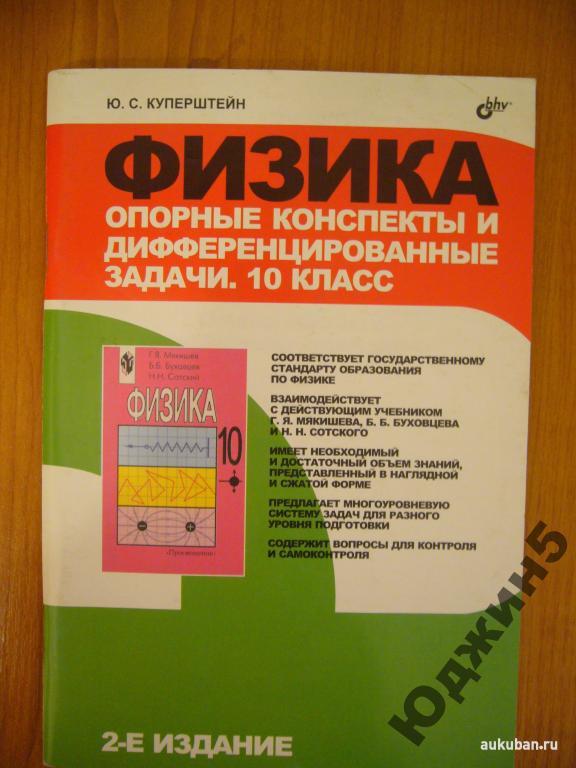 Ю. С. КУПЕРШТЕЙН
bhv®
ФИЗИКА
ОПОРНЫЕ КОНСПЕКТЫ И
ДИФФЕРЕНЦИРОВАННЫЕ
ЗАДАЧИ. 10 КЛАСС
Г.Я. Мякишев
Б.Б. Буховцев
Н.Н. Сотский
ФИЗИКА
10
- +
«Просвещение»
СООТВЕТСТВУЕТ ГОСУДАРСТВЕННОМУ
СТАНДАРТУ ОБРАЗОВАНИЯ
ПО ФИЗИКЕ
ВЗАИМОДЕЙСТВУЕТ
С ДЕЙСТВУЮЩИМ УЧЕБНИКОМ
Г. Я. МЯКИШЕВА, Б. Б. БУХОВЦЕВА
И Н. Н. СОТСКОГО
ИМЕЕТ НЕОБХОДИМЫЙ
И ДОСТАТОЧНЫЙ ОБЪЕМ ЗНАНИЙ,
ПРЕДСТАВЛЕННЫЙ В НАГЛЯДНОЙ
И СЖАТОЙ ФОРМЕ
ПРЕДЛАГАЕТ МНОГОУРОВНЕВУЮ
СИСТЕМУ ЗАДАЧ ДЛЯ РАЗНОГО
УРОВНЯ ПОДГОТОВКИ
СОДЕРЖИТ ВОПРОСЫ ДЛЯ КОНТРОЛЯ
И САМОКОНТРОЛЯ
ЮДЖИН5
2-Е ИЗДАНИЕ
aukuban.ru